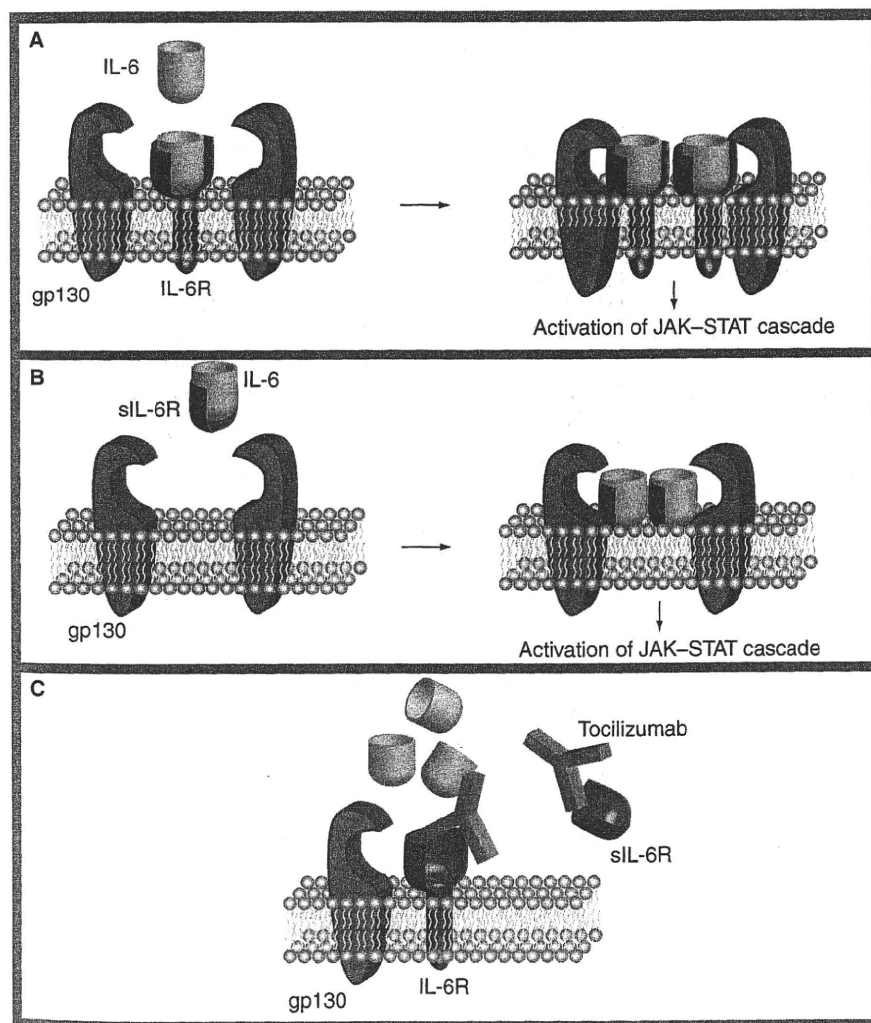 A
IL-6
gp130
IL-6R
Activation of JAK–STAT cascade
B
IL-6
sIL-6R
gp130
Activation of JAK–STAT cascade
C
Tocilizumab
sIL-6R
IL-6R
gp130